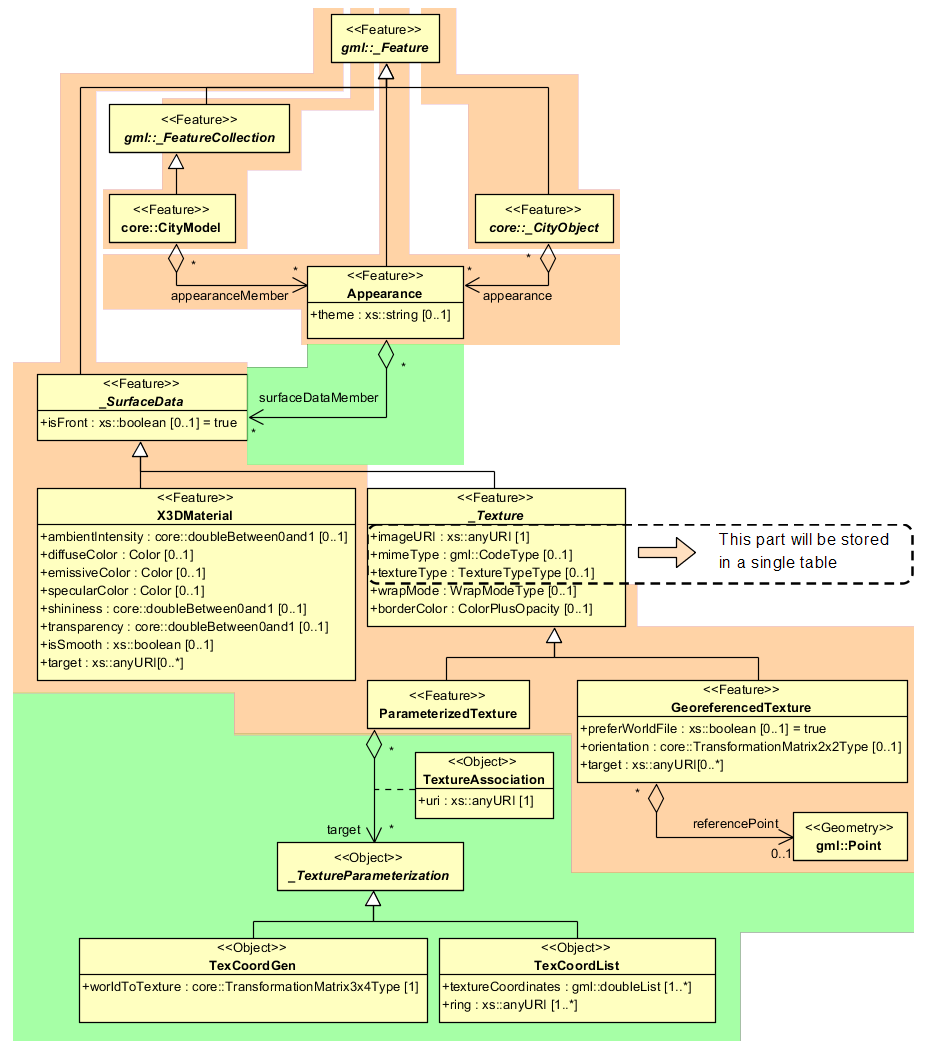 <<Feature>>
gml::_Feature
<<Feature>>
gml::_FeatureCollection
<<Feature>>
core::CityModel
<<Feature>>
core::_CityObject
*
*
*
*
appearanceMember
appearance
<<Feature>>
Appearance
+theme : xs::string [0..1]
*
surfaceDataMember
*
<<Feature>>
_SurfaceData
+isFront : xs::boolean [0..1] = true
<<Feature>>
X3DMaterial
+ambientIntensity : core::doubleBetween0and1 [0..1]
+diffuseColor : Color [0..1]
+emissiveColor : Color [0..1]
+specularColor : Color [0..1]
+shininess : core::doubleBetween0and1 [0..1]
+transparency : core::doubleBetween0and1 [0..1]
+isSmooth : xs::boolean [0..1]
+target : xs::anyURI[0..*]
<<Feature>>
_Texture
+imageURI : xs::anyURI [1]
+mimeType : gml::CodeType [0..1]
+textureType : TextureTypeType [0..1]
+wrapMode : WrapModeType [0..1]
+borderColor : ColorPlusOpacity [0..1]
This part will be stored
in a single table
<<Feature>>
ParameterizedTexture
<<Feature>>
GeoreferencedTexture
+preferWorldFile : xs::boolean [0..1] = true
+orientation : core::TransformationMatrix2x2Type [0..1]
+target : xs::anyURI[0..*]
*
<<Object>>
TextureAssociation
+uri : xs::anyURI [1]
*
referencePoint
0..1
<<Geometry>>
gml::Point
target
*
<<Object>>
_TextureParameterization
<<Object>>
TexCoordGen
+worldToTexture : core::TransformationMatrix3x4Type [1]
<<Object>>
TexCoordList
+textureCoordinates : gml::doubleList [1..*]
+ring : xs::anyURI [1..*]